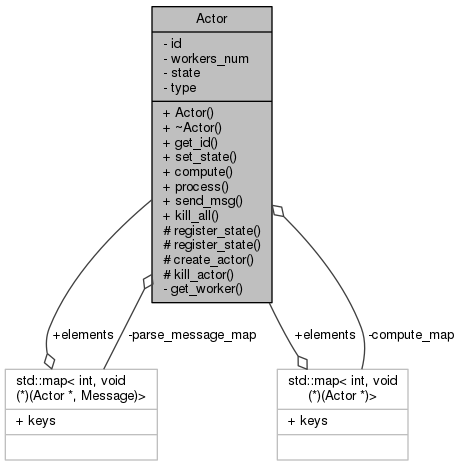 Actor
- id
- workers_num
- state
- type
+ Actor()
+ ~Actor()
+ get_id()
+ set_state()
+ compute()
+ process()
+ send_msg()
+ kill_all()
# register_state()
# register_state()
# create_actor()
# kill_actor()
- get_worker()
+elements
-parse_message_map
+elements
-compute_map
std::map< int, void
(*)(Actor *, Message)>
+ keys
std::map< int, void
(*)(Actor *)>
+ keys